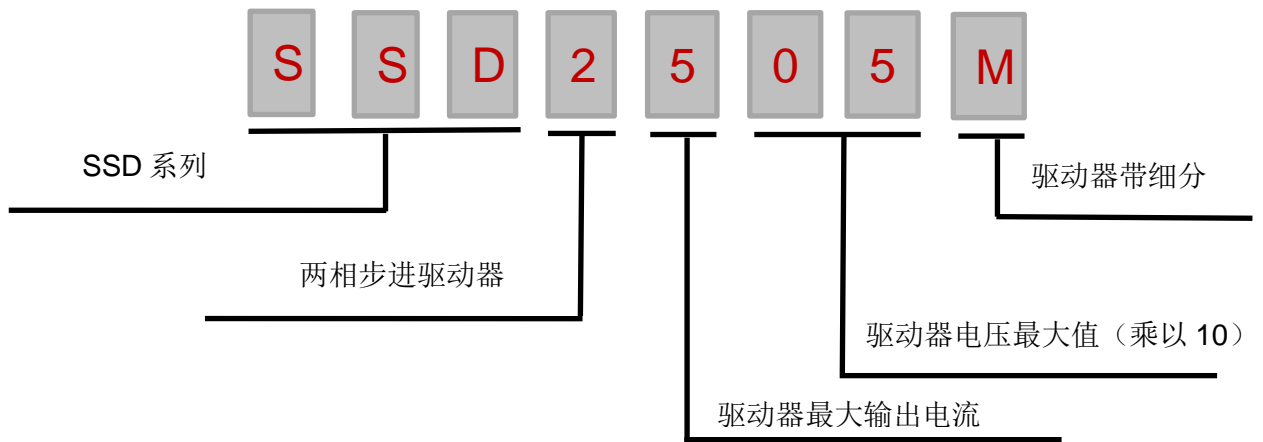 S S D 2 5 0 5 M
SSD 系列
驱动器带细分
两相步进驱动器
驱动器电压最大值（乘以 10）
驱动器最大输出电流